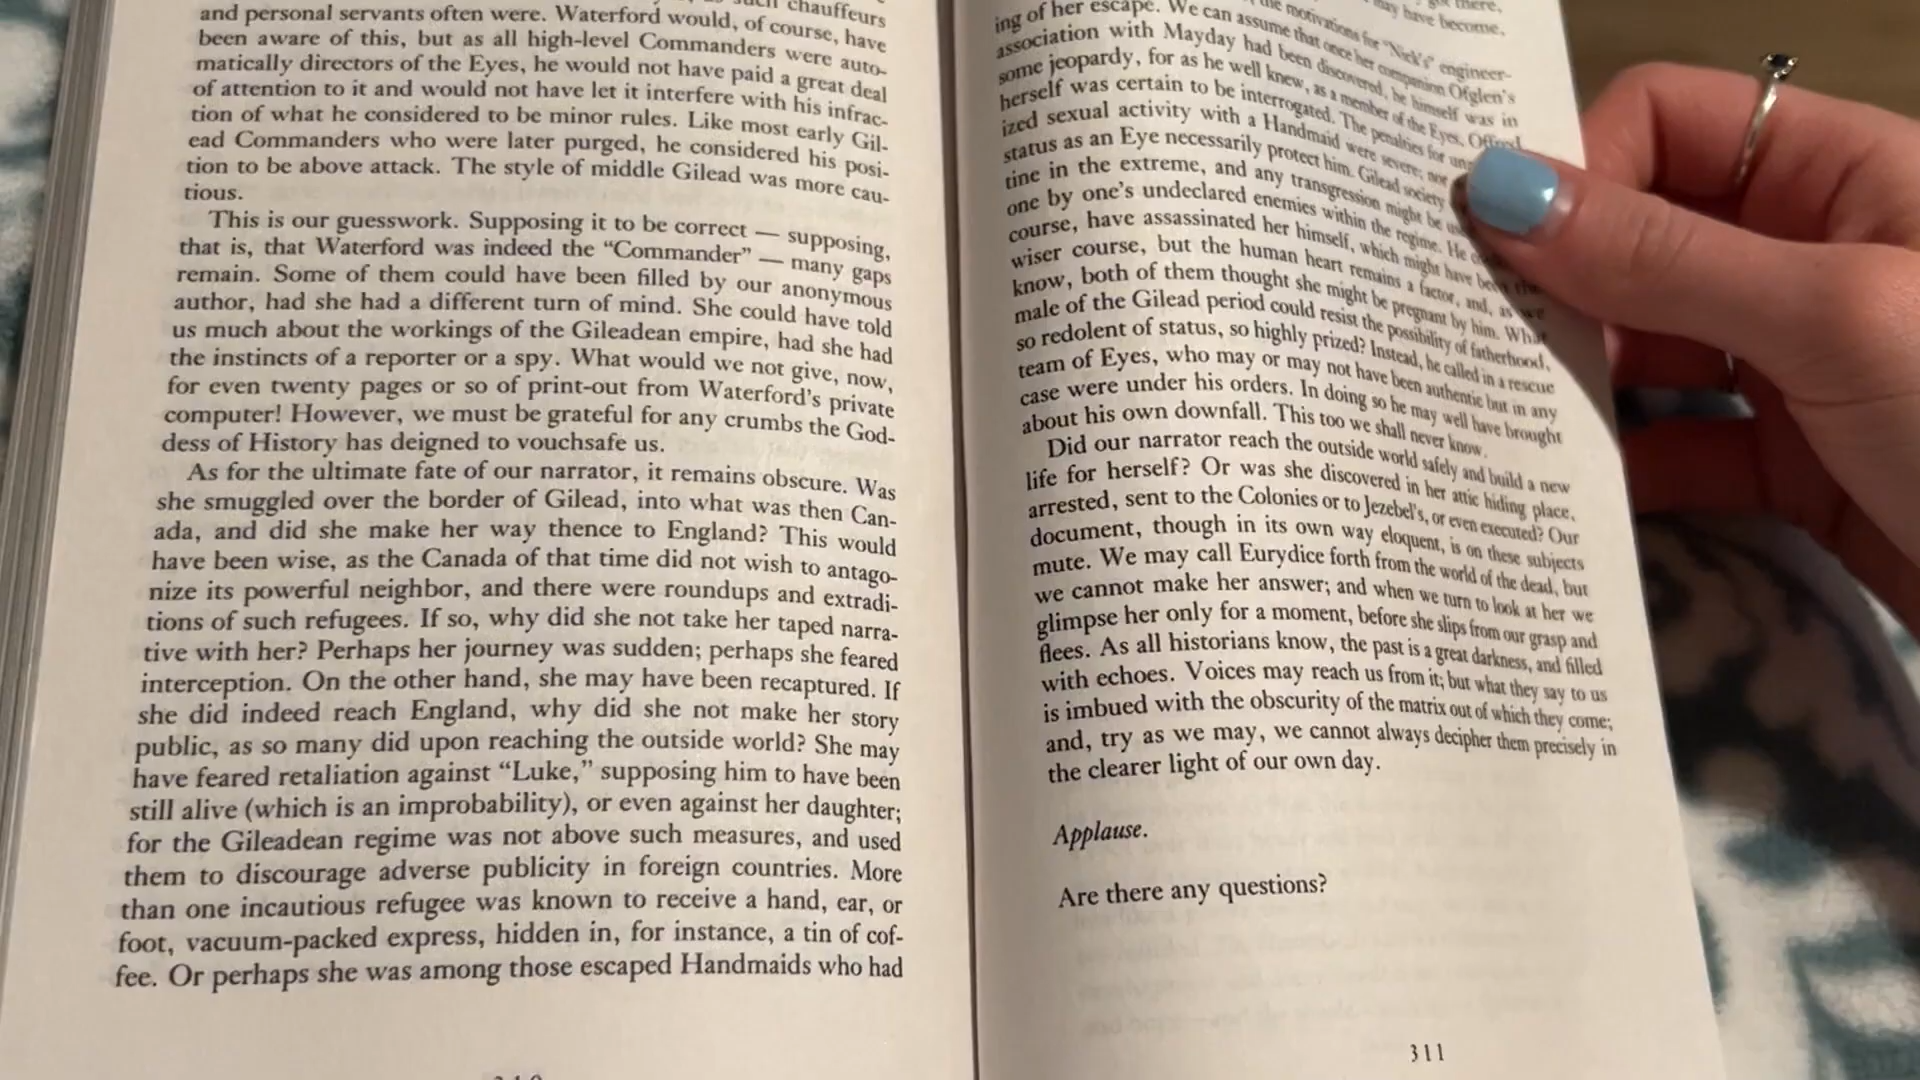 such chauffeurs
and personal servants often were. Waterford would, of course, have
been aware of this, but as all high-level Commanders were auto-
matically directors of the Eyes, he would not have paid a great deal
of attention to it and would not have let it interfere with his infrac-
tion of what he considered to be minor rules. Like most early Gil-
ead Commanders who were later purged, he considered his posi-
tion to be above attack. The style of middle Gilead was more cau-
tious.
This is our guesswork. Supposing it to be correct — supposing,
that is, that Waterford was indeed the “Commander” — many gaps
remain. Some of them could have been filled by our anonymous
author, had she had a different turn of mind. She could have told
us much about the workings of the Gileadean empire, had she had
the instincts of a reporter or a spy. What would we not give, now,
for even twenty pages or so of print-out from Waterford’s private
computer! However, we must be grateful for any crumbs the God-
dess of History has deigned to vouchsafe us.
As for the ultimate fate of our narrator, it remains obscure. Was
she smuggled over the border of Gilead, into what was then Can-
ada, and did she make her way thence to England? This would
have been wise, as the Canada of that time did not wish to antago-
nize its powerful neighbor, and there were roundups and extradi-
tions of such refugees. If so, why did she not take her taped narra-
tive with her? Perhaps her journey was sudden; perhaps she feared
interception. On the other hand, she may have been recaptured. If
she did indeed reach England, why did she not make her story
public, as so many did upon reaching the outside world? She may
have feared retaliation against “Luke,” supposing him to have been
still alive (which is an improbability), or even against her daughter;
for the Gileadean regime was not above such measures, and used
them to discourage adverse publicity in foreign countries. More
than one incautious refugee was known to receive a hand, ear, or
foot, vacuum-packed express, hidden in, for instance, a tin of cof-
fee. Or perhaps she was among those escaped Handmaids who had
there,
may have become,
the motivations for “Nick’s” engineer-
ing of her escape. We can assume that once her companion Ofglen’s
association with Mayday had been discovered, he himself was in
some jeopardy, for as he well knew, as a member of the Eyes, Offred
herself was certain to be interrogated. The penalties for
ized sexual activity with a Handmaid were severe; nor
status as an Eye necessarily protect him. Gilead society
tine in the extreme, and any transgression might be
one by one’s undeclared enemies within the regime. He
course, have assassinated her himself, which might have been the
wiser course, but the human heart remains a factor, and, as we
know, both of them thought she might be pregnant by him. What
male of the Gilead period could resist the possibility of fatherhood,
so redolent of status, so highly prized? Instead, he called in a rescue
team of Eyes, who may or may not have been authentic but in any
case were under his orders. In doing so he may well have brought
about his own downfall. This too we shall never know.
Did our narrator reach the outside world safely and build a new
life for herself? Or was she discovered in her attic hiding place,
arrested, sent to the Colonies or to Jezebel’s, or even executed? Our
document, though in its own way eloquent, is on these subjects
mute. We may call Eurydice forth from the world of the dead, but
we cannot make her answer; and when we turn to look at her we
glimpse her only for a moment, before she slips from our grasp and
flees. As all historians know, the past is a great darkness, and filled
with echoes. Voices may reach us from it; but what they say to us
is imbued with the obscurity of the matrix out of which they come;
and, try as we may, we cannot always decipher them precisely in
the clearer light of our own day.
Applause.
Are there any questions?
311